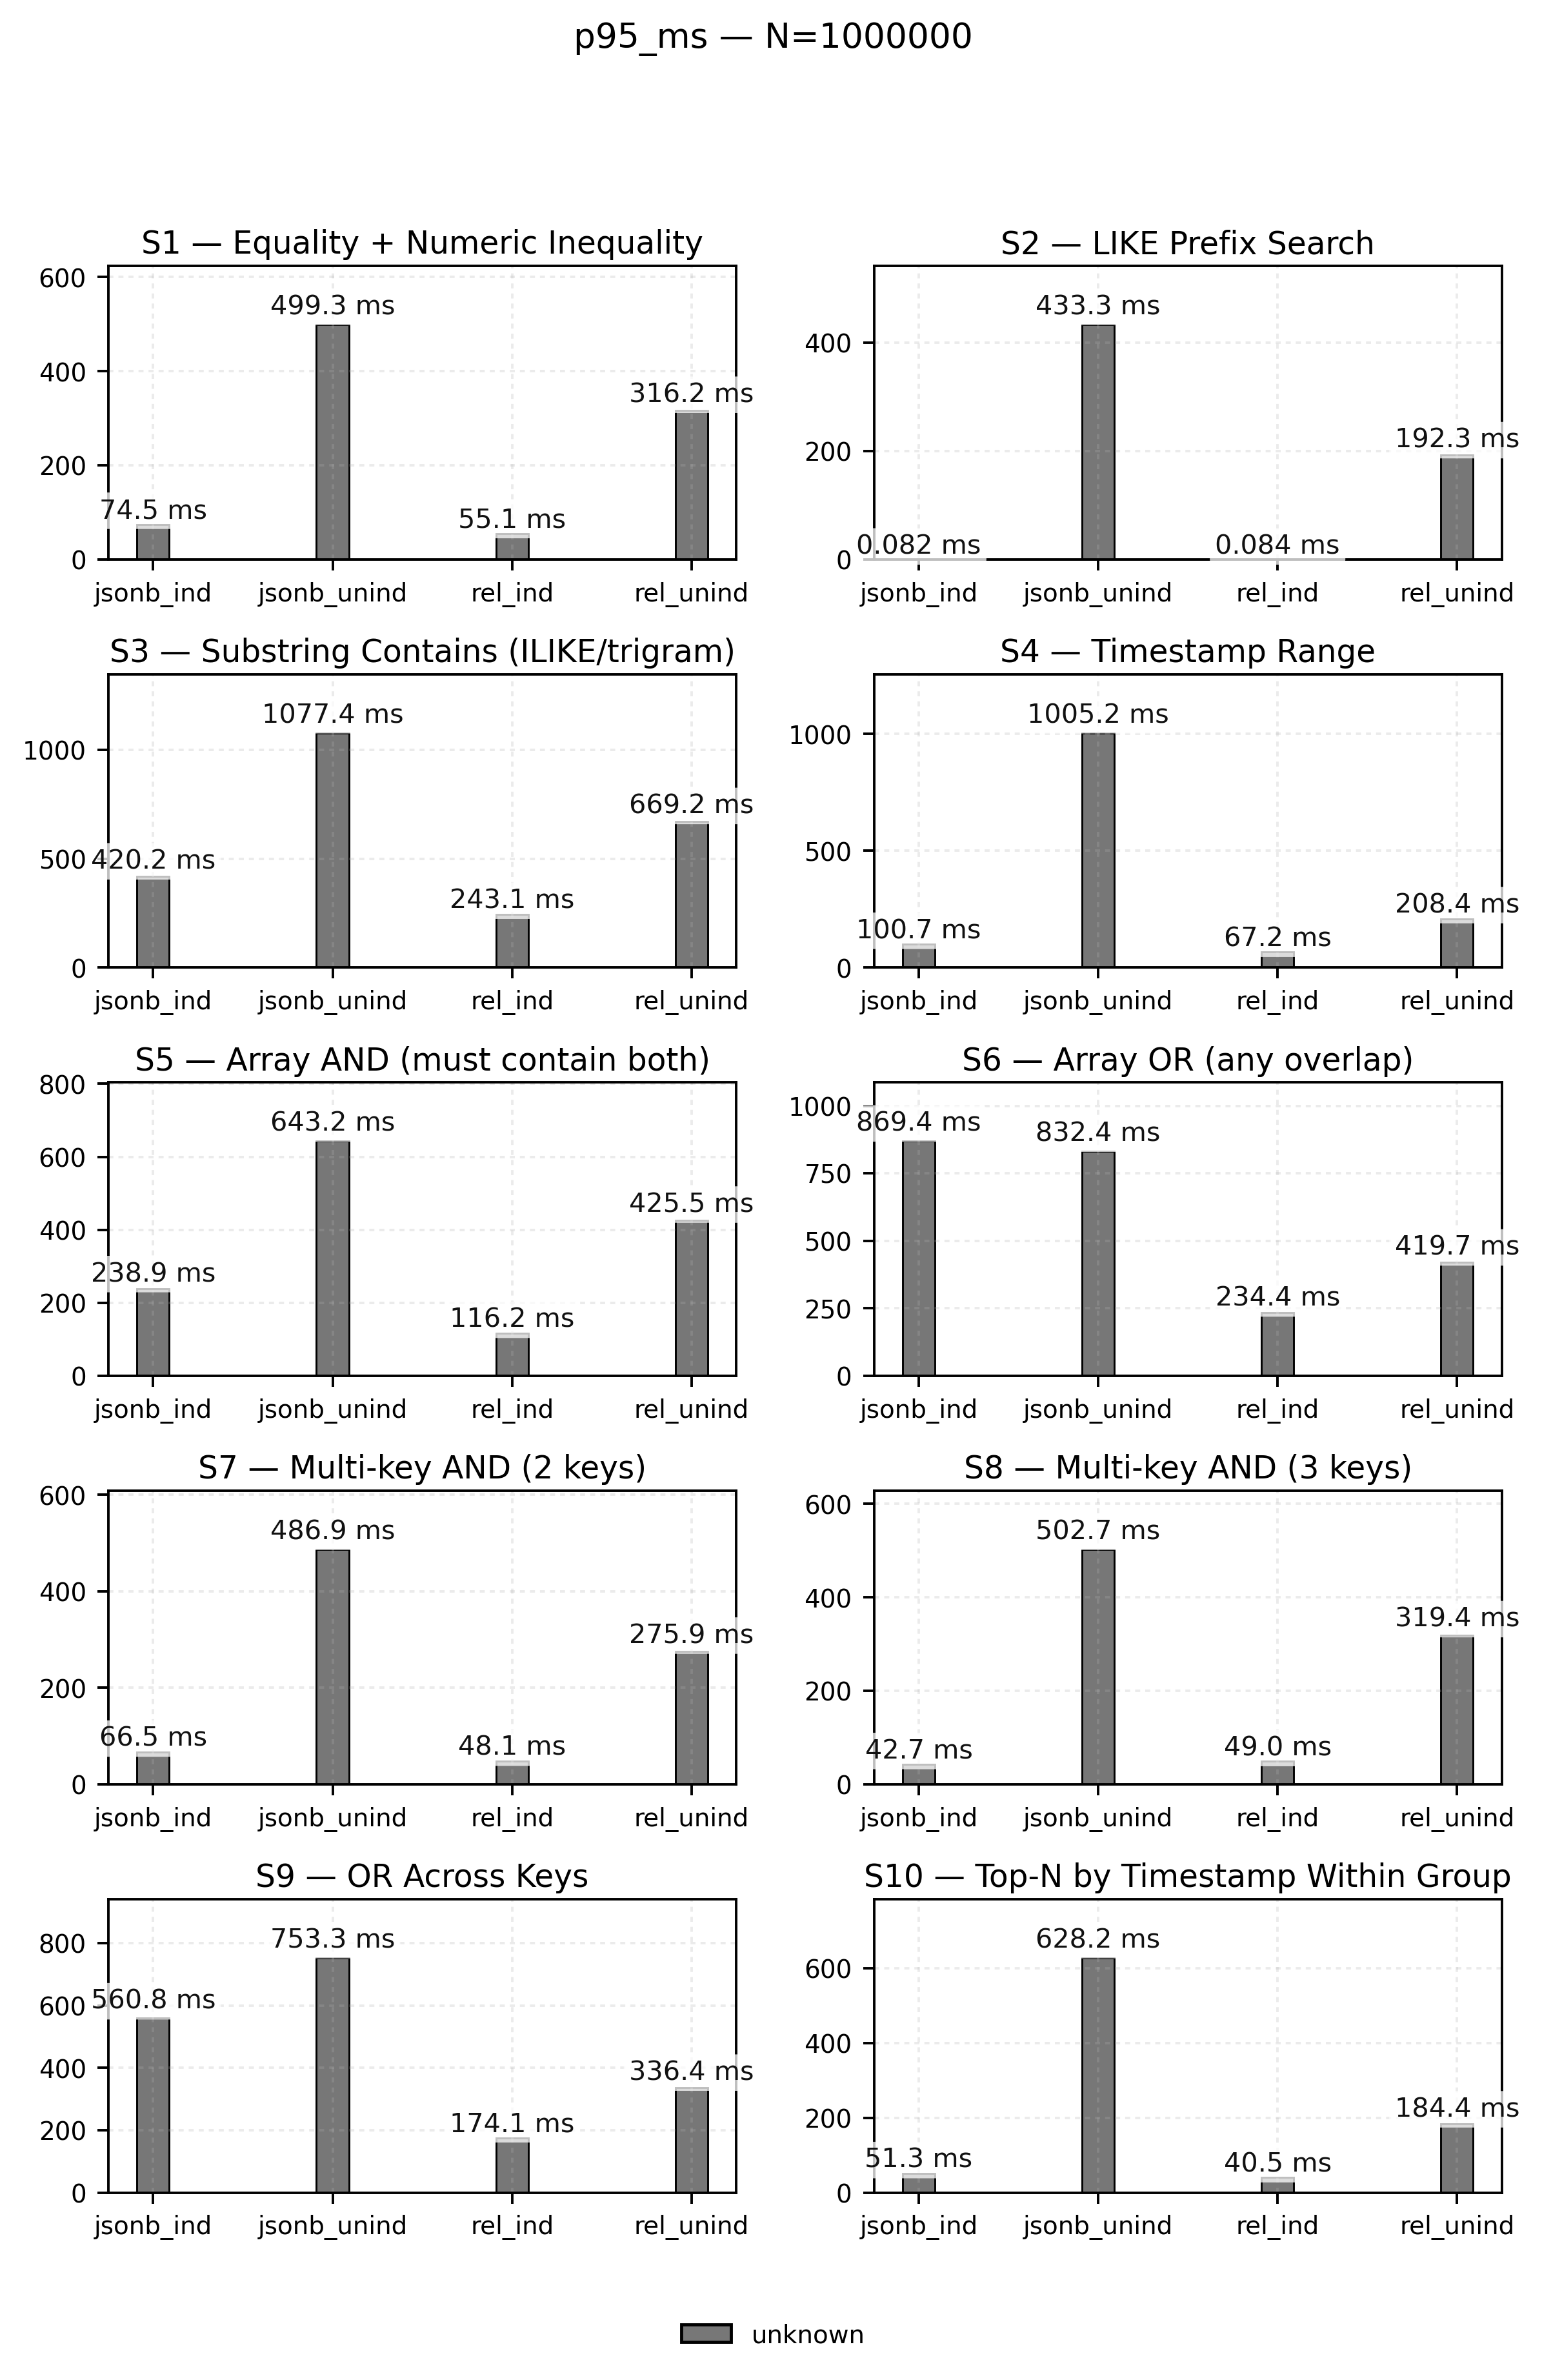 p95_ms — N=1000000
S1 — Equality + Numeric Inequality
600
400
200
0
74.5 ms
499.3 ms
55.1 ms
316.2 ms
jsonb_ind jsonb_unind rel_ind rel_unind
S2 — LIKE Prefix Search
400
200
0
0.082 ms
433.3 ms
0.084 ms
192.3 ms
jsonb_ind jsonb_unind rel_ind rel_unind
S3 — Substring Contains (ILIKE/trigram)
1000
500
0
420.2 ms
1077.4 ms
243.1 ms
669.2 ms
jsonb_ind jsonb_unind rel_ind rel_unind
S4 — Timestamp Range
1000
500
0
100.7 ms
1005.2 ms
67.2 ms
208.4 ms
jsonb_ind jsonb_unind rel_ind rel_unind
S5 — Array AND (must contain both)
800
600
400
200
0
238.9 ms
643.2 ms
116.2 ms
425.5 ms
jsonb_ind jsonb_unind rel_ind rel_unind
S6 — Array OR (any overlap)
1000
750
500
250
0
869.4 ms
832.4 ms
234.4 ms
419.7 ms
jsonb_ind jsonb_unind rel_ind rel_unind
S7 — Multi-key AND (2 keys)
600
400
200
0
66.5 ms
486.9 ms
48.1 ms
275.9 ms
jsonb_ind jsonb_unind rel_ind rel_unind
S8 — Multi-key AND (3 keys)
600
400
200
0
42.7 ms
502.7 ms
49.0 ms
319.4 ms
jsonb_ind jsonb_unind rel_ind rel_unind
S9 — OR Across Keys
800
600
400
200
0
560.8 ms
753.3 ms
174.1 ms
336.4 ms
jsonb_ind jsonb_unind rel_ind rel_unind
S10 — Top-N by Timestamp Within Group
600
400
200
0
51.3 ms
628.2 ms
40.5 ms
184.4 ms
jsonb_ind jsonb_unind rel_ind rel_unind
unknown